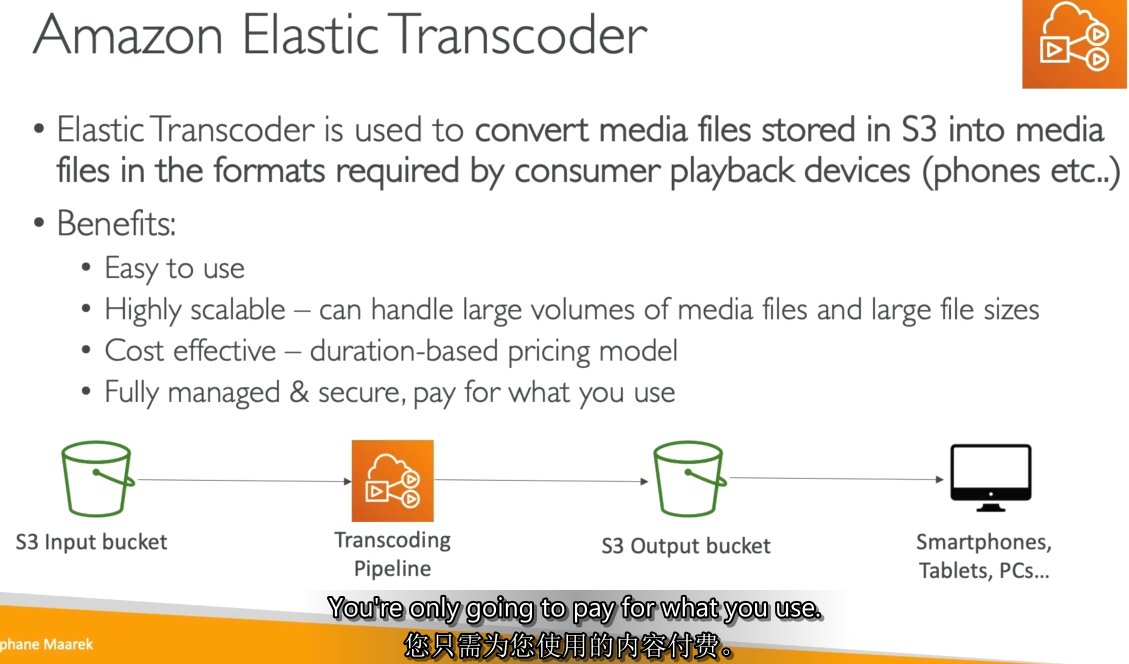 Amazon Elastic Transcoder
• Elastic Transcoder is used to convert media files stored in S3 into media
files in the formats required by consumer playback devices (phones etc..)
• Benefits:
• Easy to use
• Highly scalable – can handle large volumes of media files and large file sizes
• Cost effective – duration-based pricing model
• Fully managed & secure, pay for what you use
S3 Input bucket
Transcoding
Pipeline
S3 Output bucket
Smartphones,
Tablets, PCs...
You're only going to pay for what you use.
您只需为您使用的内容付费。
phane Maarek